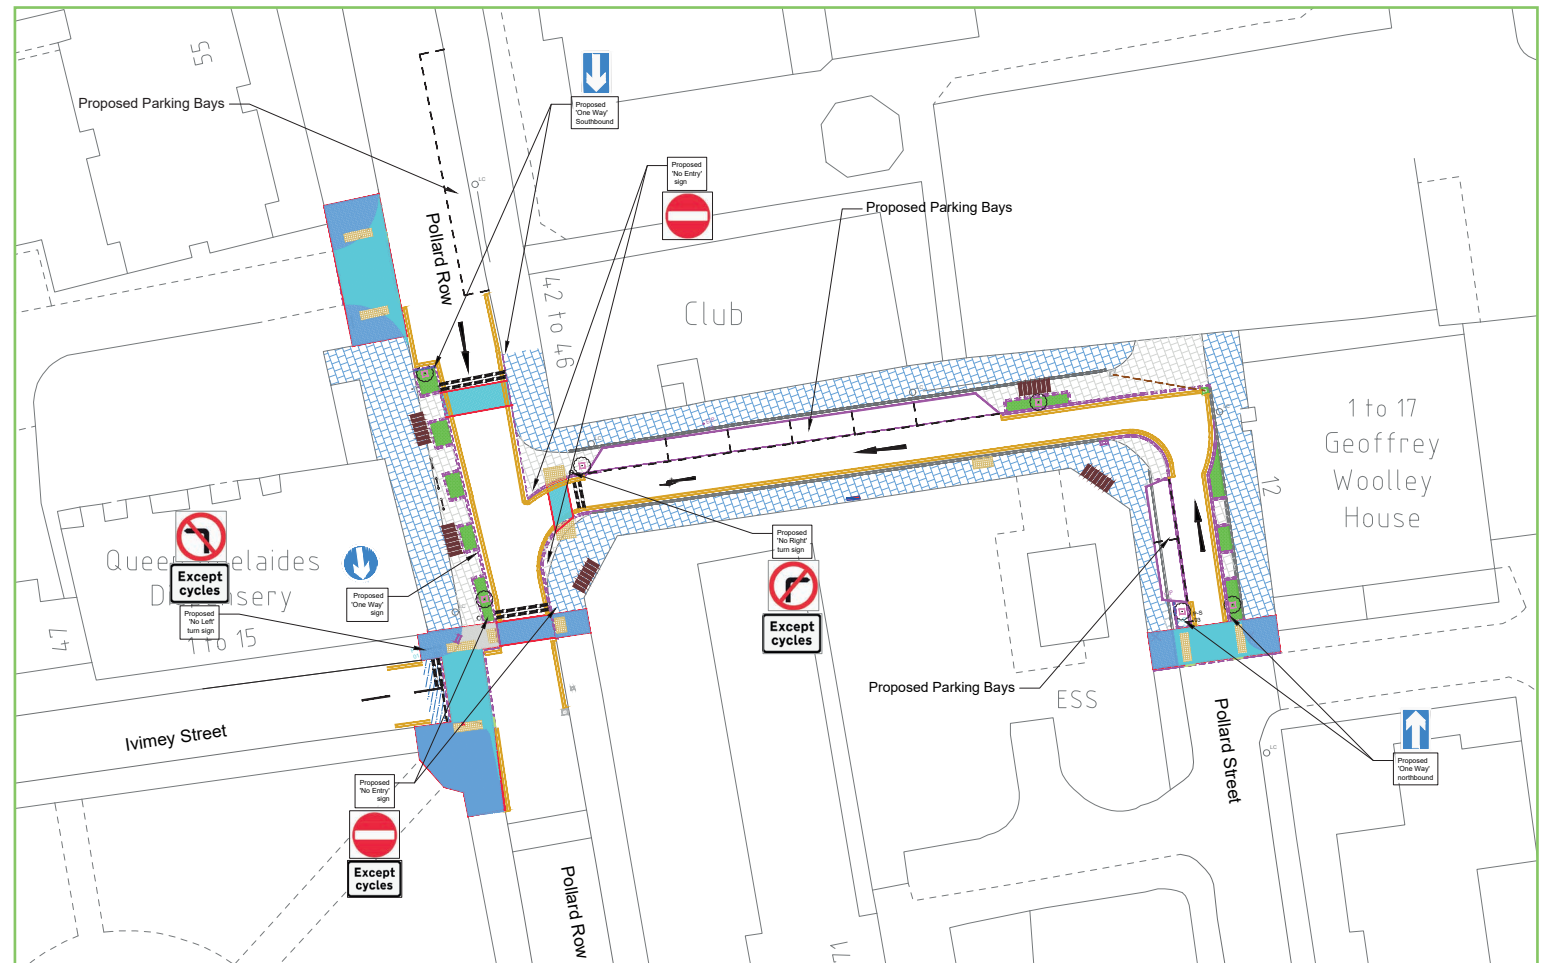 55
Proposed Parking Bays
Proposed
'One Way'
Southbound
Proposed
'No Entry'
sign
LC
Proposed Parking Bays
Pollard Row
42 to 46
Club
1 to 17
Geoffrey
Woolley
House
12
Except
cycles
Proposed
'No Left'
turn sign
1 to 15
47
Proposed
'One Way'
sign
Proposed
'No Right'
turn sign
Except
cycles
Proposed Parking Bays
ESS
Ivimey Street
Pollard Street
LC
Proposed
'One Way'
northbound
Proposed
'No Entry'
sign
Except
cycles
Pollard Row
71